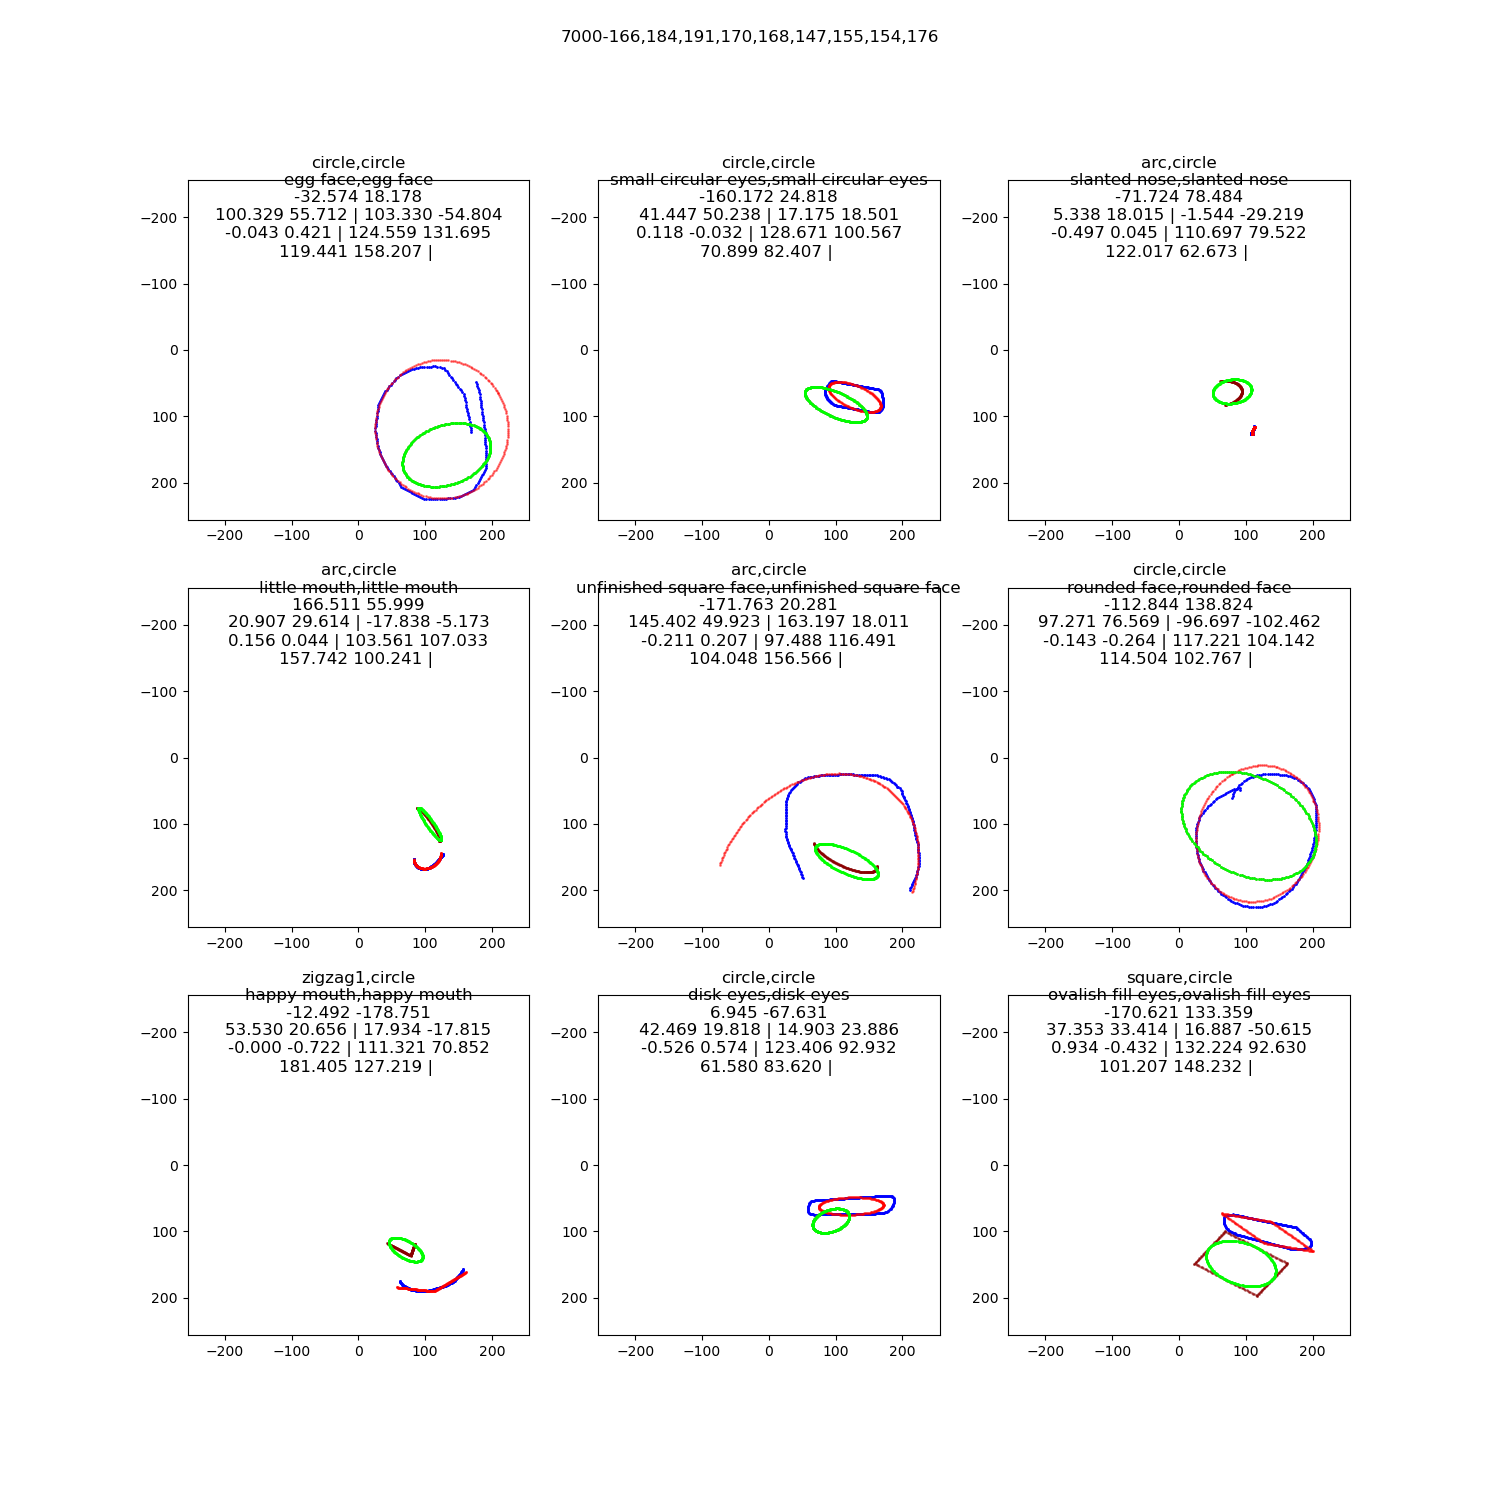 7000-166,184,191,170,168,147,155,154,176
circle,circle
egg face,egg face
-32.574 18.178
100.329 55.712 | 103.330 -54.804
-0.043 0.421 | 124.559 131.695
119.441 158.207 |
−200
−100
0
100
200
−200 −100 0 100 200
circle,circle
small circular eyes,small circular eyes
-160.172 24.818
41.447 50.238 | 17.175 18.501
0.118 -0.032 | 128.671 100.567
70.899 82.407 |
−200
−100
0
100
200
−200 −100 0 100 200
arc,circle
slanted nose,slanted nose
-71.724 78.484
5.338 18.015 | -1.544 -29.219
-0.497 0.045 | 110.697 79.522
122.017 62.673 |
−200
−100
0
100
200
−200 −100 0 100 200
arc,circle
little mouth,little mouth
166.511 55.999
20.907 29.614 | -17.838 -5.173
0.156 0.044 | 103.561 107.033
157.742 100.241 |
−200
−100
0
100
200
−200 −100 0 100 200
arc,circle
unfinished square face,unfinished square face
-171.763 20.281
145.402 49.923 | 163.197 18.011
-0.211 0.207 | 97.488 116.491
104.048 156.566 |
−200
−100
0
100
200
−200 −100 0 100 200
circle,circle
rounded face,rounded face
-112.844 138.824
97.271 76.569 | -96.697 -102.462
-0.143 -0.264 | 117.221 104.142
114.504 102.767 |
−200
−100
0
100
200
−200 −100 0 100 200
zigzag1,circle
happy mouth,happy mouth
-12.492 -178.751
53.530 20.656 | 17.934 -17.815
-0.000 -0.722 | 111.321 70.852
181.405 127.219 |
−200
−100
0
100
200
−200 −100 0 100 200
circle,circle
disk eyes,disk eyes
6.945 -67.631
42.469 19.818 | 14.903 23.886
-0.526 0.574 | 123.406 92.932
61.580 83.620 |
−200
−100
0
100
200
−200 −100 0 100 200
square,circle
ovalish fill eyes,ovalish fill eyes
-170.621 133.359
37.353 33.414 | 16.887 -50.615
0.934 -0.432 | 132.224 92.630
101.207 148.232 |
−200
−100
0
100
200
−200 −100 0 100 200